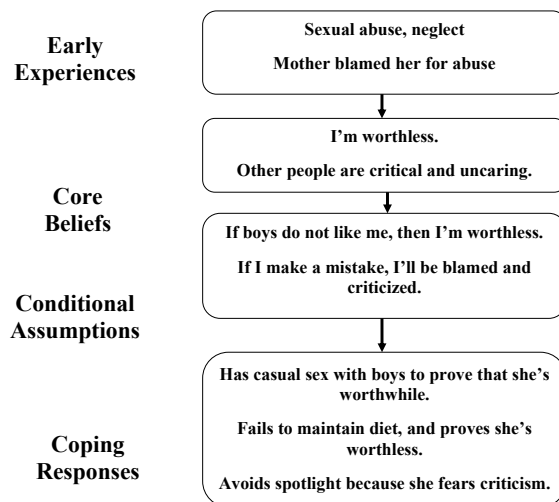 Early
Experiences
Sexual abuse, neglect
Mother blamed her for abuse
I'm worthless.
Other people are critical and uncaring.
Core
Beliefs
If boys do not like me, then I'm worthless.
If I make a mistake, I'll be blamed and
criticized.
Conditional
Assumptions
Has casual sex with boys to prove that she's
worthwhile.
Fails to maintain diet, and proves she's
worthless.
Avoids spotlight because she fears criticism.
Coping
Responses